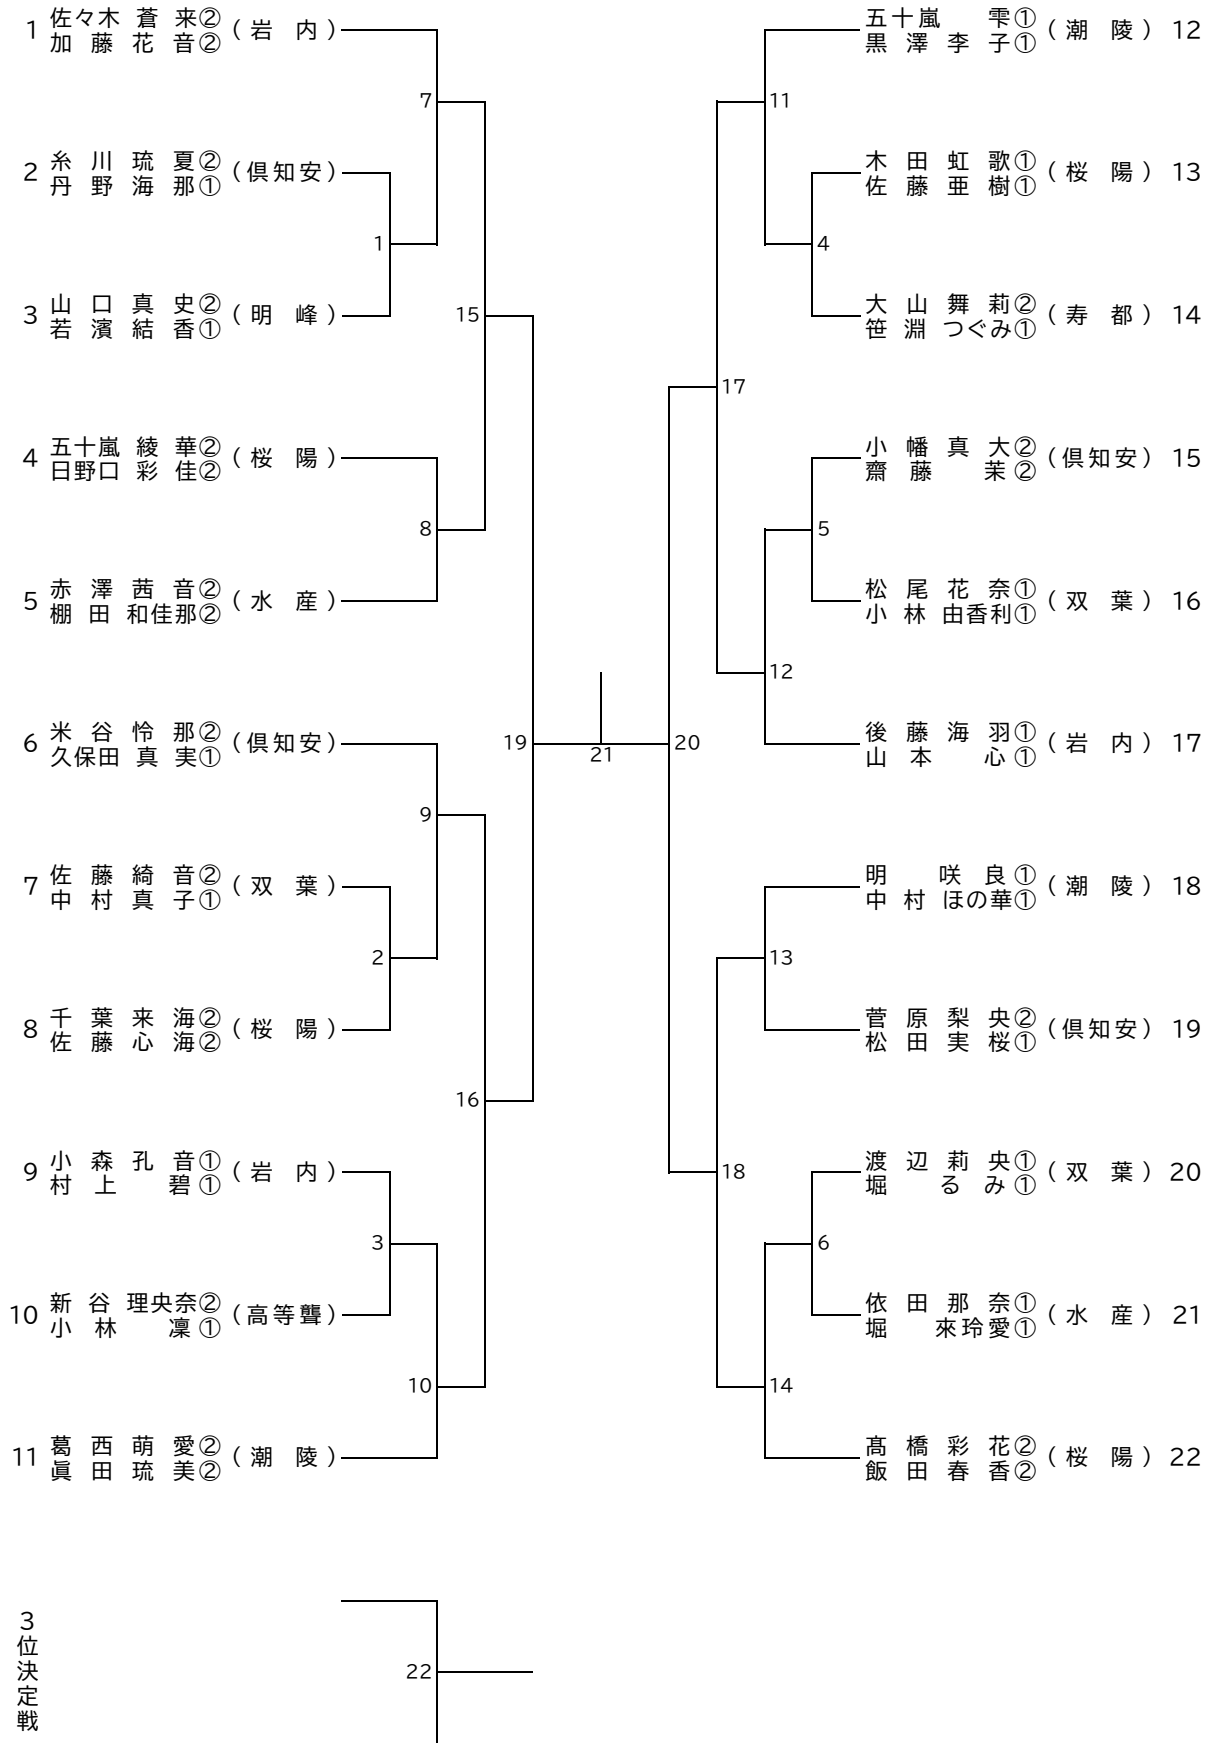 1 佐々木 蒼 来② ( 岩 内 )
加 藤 花 音②
7
2 糸 川 琉 夏② (倶知安)
丹 野 海 那①
1
3 山 口 真 史② ( 明 峰 )
若 濱 結 香①
15
4 五十嵐 綾 華② ( 桜 陽 )
日野口 彩 佳②
8
5 赤 澤 茜 音② ( 水 産 )
棚 田 和佳那②
6 米 谷 怜 那② (倶知安)
久保田 真 実①
19
21
9
7 佐 藤 綺 音② ( 双 葉 )
中 村 真 子①
2
8 千 葉 来 海② ( 桜 陽 )
佐 藤 心 海②
16
9 小 森 孔 音① ( 岩 内 )
村 上 碧①
3
10 新 谷 理央奈② (高等聾)
小 林 凜①
10
11 葛 西 萌 愛② ( 潮 陵 )
眞 田 琉 美②
五十嵐 雫① ( 潮 陵 ) 12
黒 澤 李 子①
11
木 田 虹 歌① ( 桜 陽 ) 13
佐 藤 亜 樹①
4
大 山 舞 莉② ( 寿 都 ) 14
笹 淵 つぐみ①
17
小 幡 真 大② (倶知安) 15
齋 藤 茉②
5
松 尾 花 奈① ( 双 葉 ) 16
小 林 由香利①
12
後 藤 海 羽① ( 岩 内 ) 17
山 本 心①
20
明 咲 良① ( 潮 陵 ) 18
中 村 ほの華①
13
菅 原 梨 央② (倶知安) 19
松 田 実 桜①
18
渡 辺 莉 央① ( 双 葉 ) 20
堀 る み①
6
依 田 那 奈① ( 水 産 ) 21
堀 來玲愛①
14
髙 橋 彩 花② ( 桜 陽 ) 22
飯 田 春 香②
3位決定戦
22